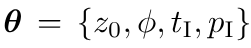 θ = {z₀, ϕ, t_I, p_I}